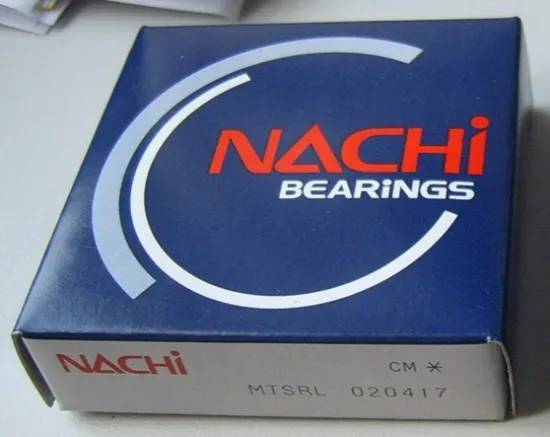 NACHi
BEARiNGS
NACHi
CM *
MTSRL 020417